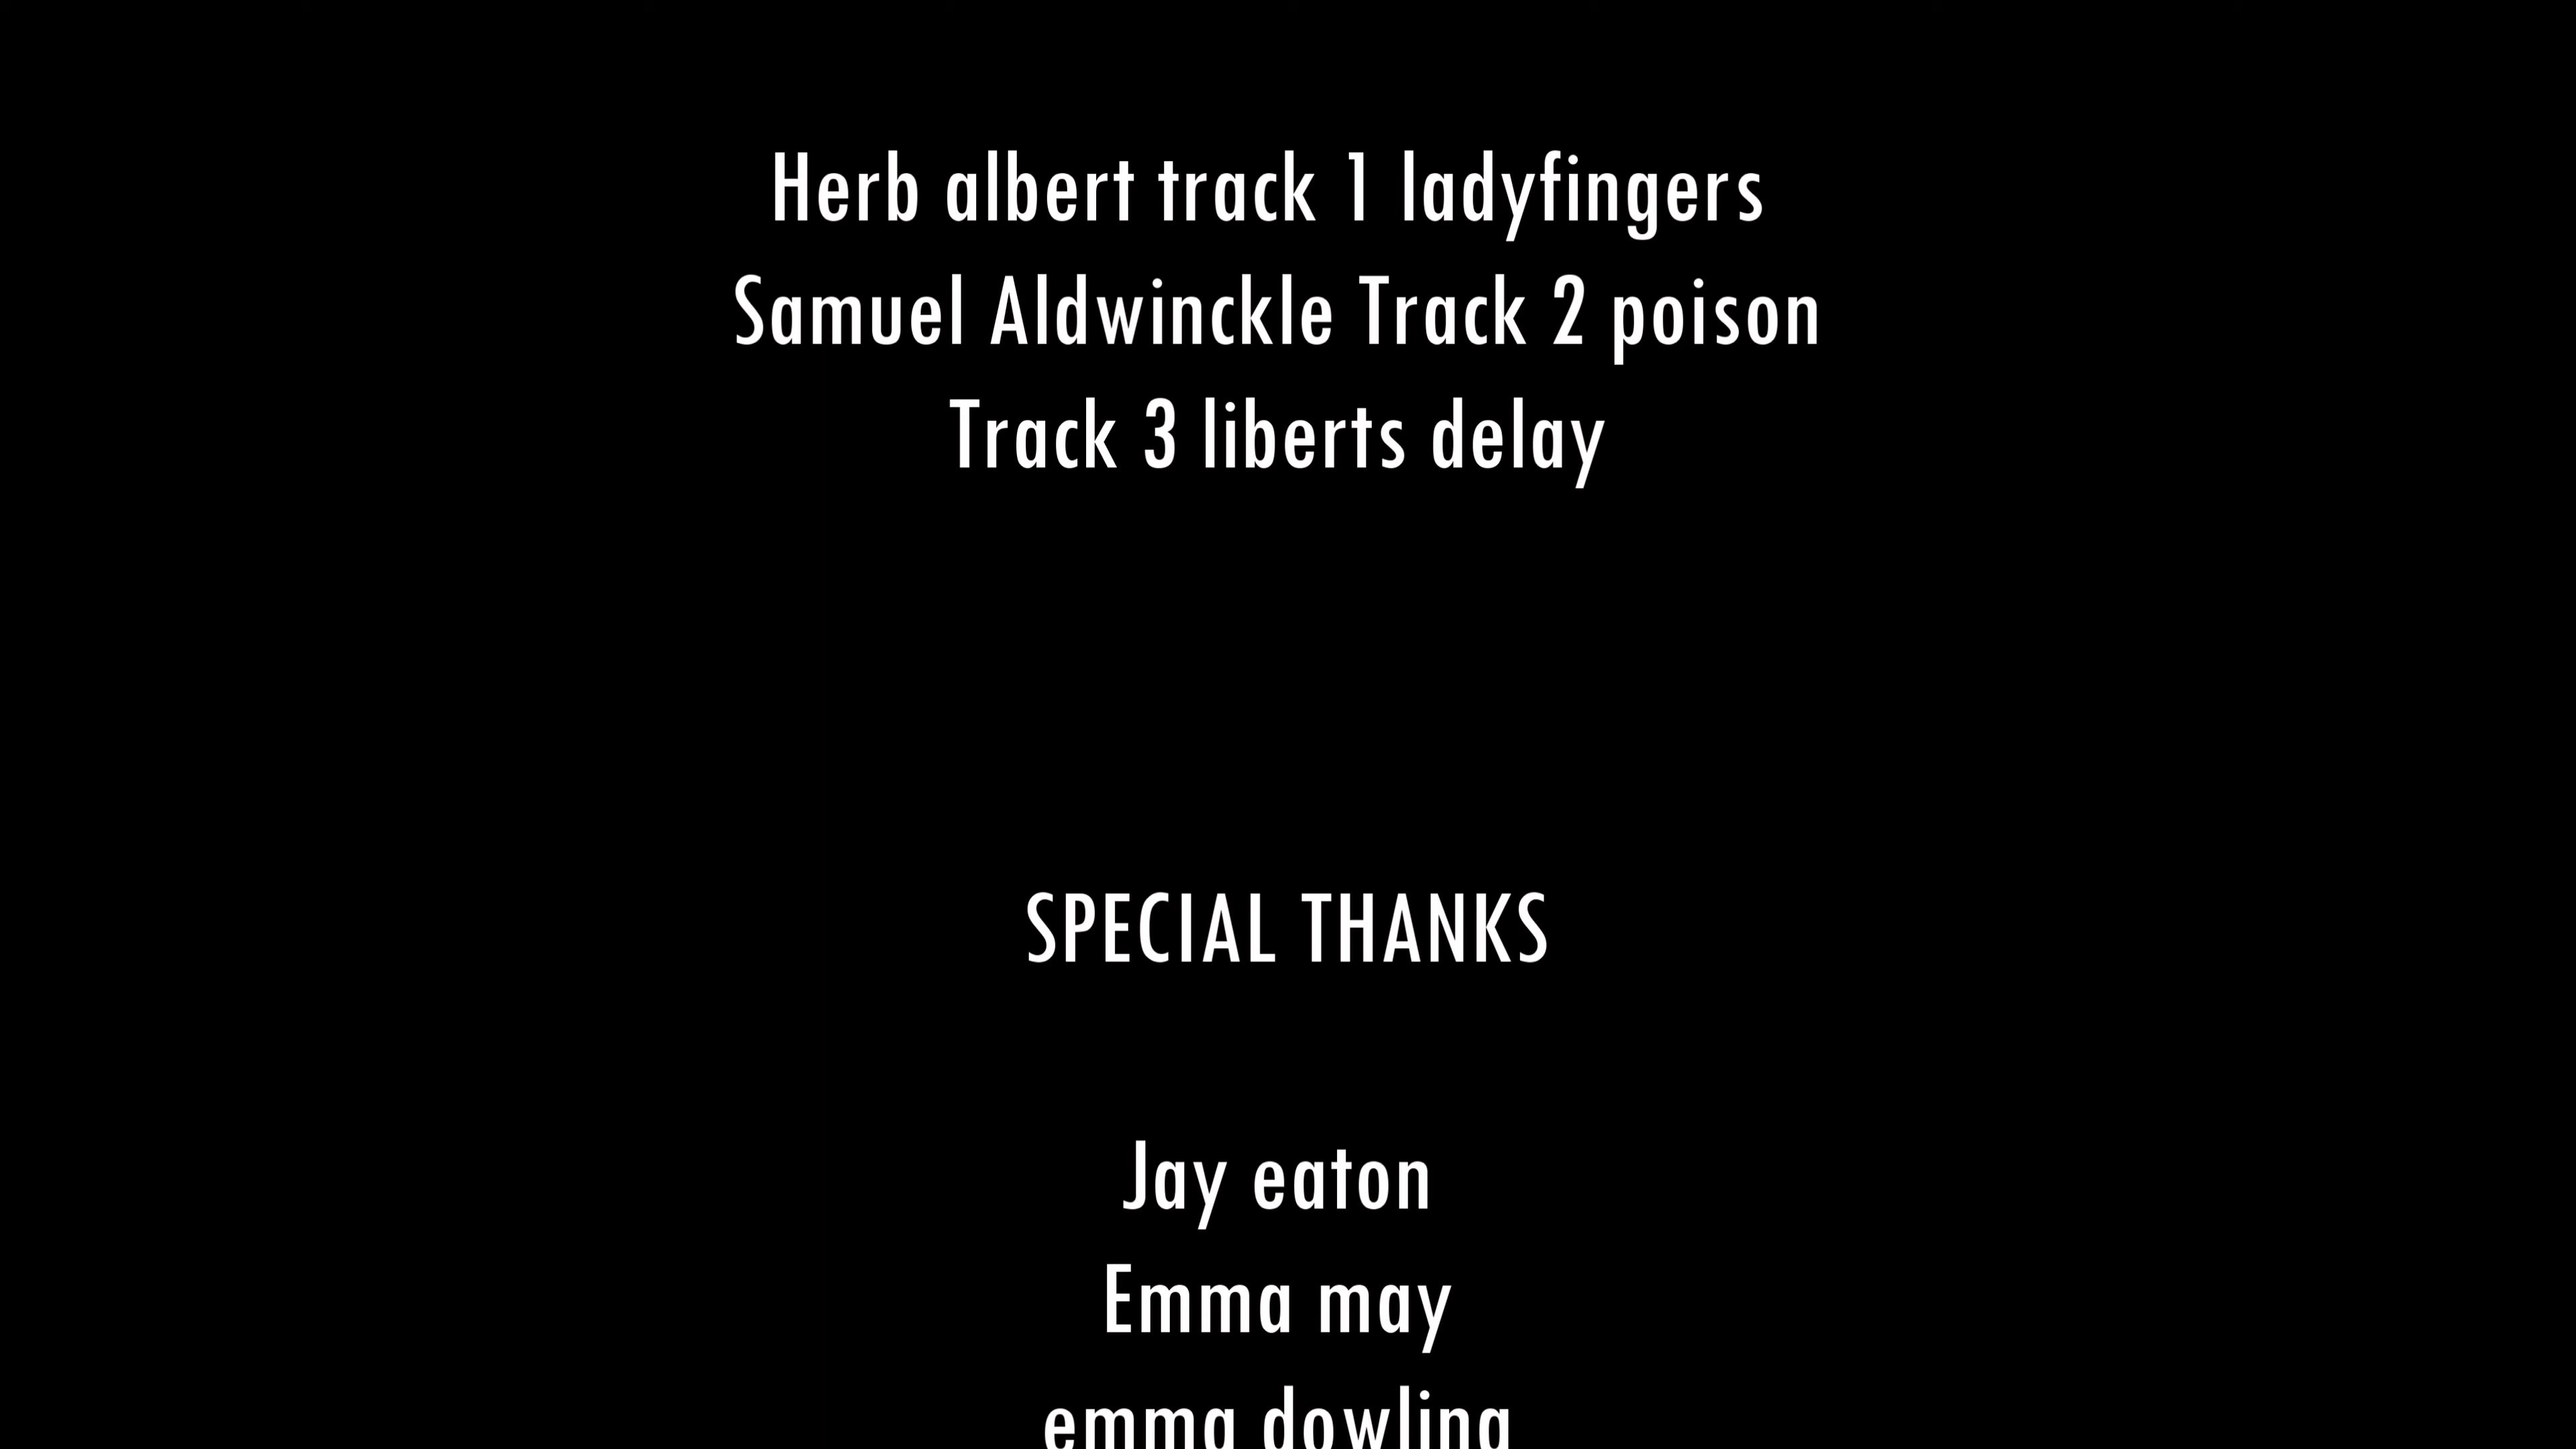 Herb albert track 1 ladyfingers
Samuel Aldwinckle Track 2 poison
Track 3 liberts delay
SPECIAL THANKS
Jay eaton
Emma may
emma dowling